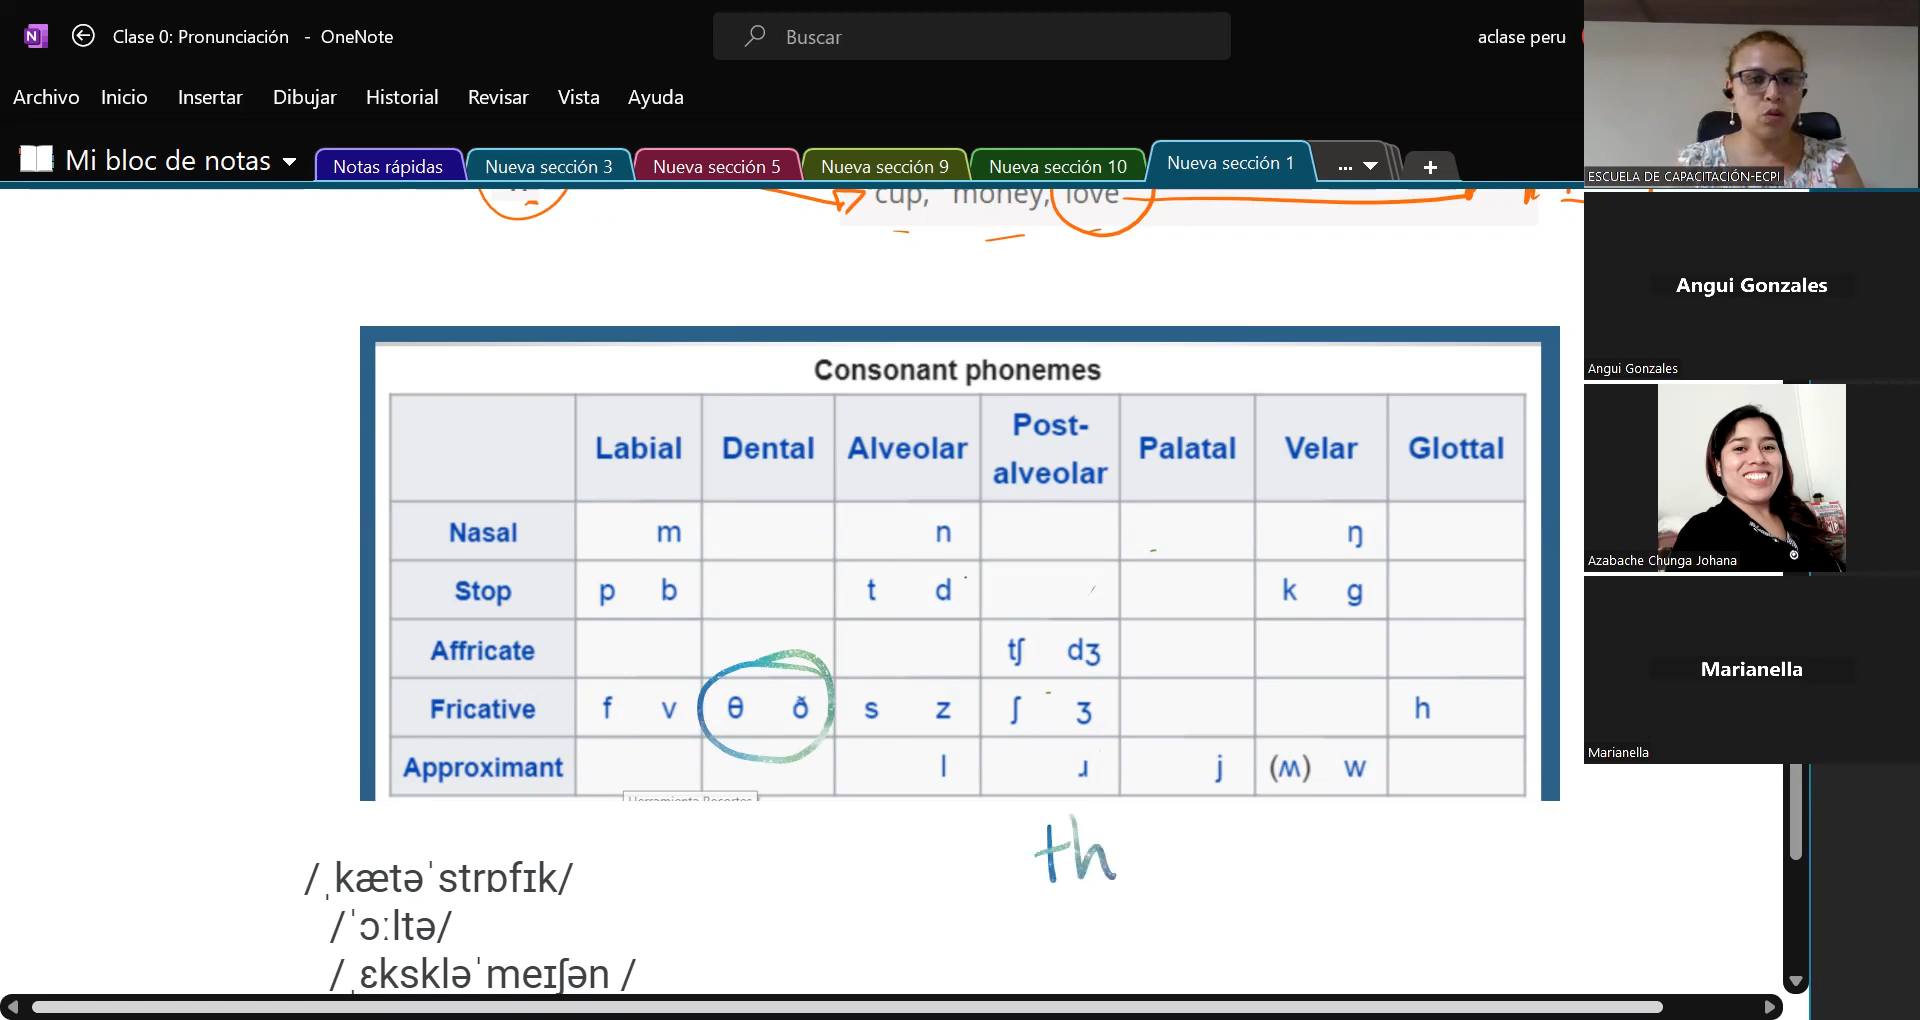 Clase 0: Pronunciación - OneNote
Buscar
aclase peru
Archivo Inicio Insertar Dibujar Historial Revisar Vista Ayuda
Mi bloc de notas
Notas rápidas
Nueva sección 3
Nueva sección 5
Nueva sección 9
Nueva sección 10
Nueva sección 1
...
+
cup, money, love
Consonant phonemes
Labial Dental Alveolar Post-alveolar Palatal Velar Glottal
Nasal m n ŋ
Stop p b t d k g
Affricate tʃ dʒ
Fricative f v θ ð s z ʃ ʒ h
Approximant l ɹ j (ʍ) w
Herramienta Recortes
th
/ˌkætəˈstrɒfɪk/
/ˈɔːltə/
/ˌɛkskləˈmeɪʃən /
ESCUELA DE CAPACITACIÓN-ECPI
Angui Gonzales
Angui Gonzales
Azabache Chunga Johana
Marianella
Marianella